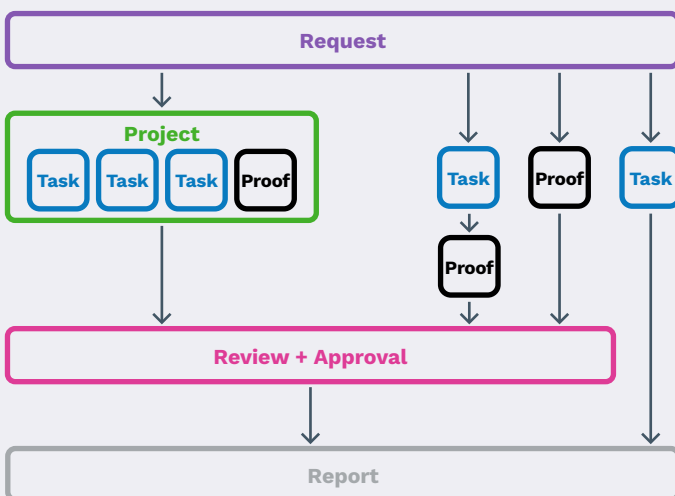 Request
Project
Task Task Task Proof
Task Proof Task
Proof
Review + Approval
Report